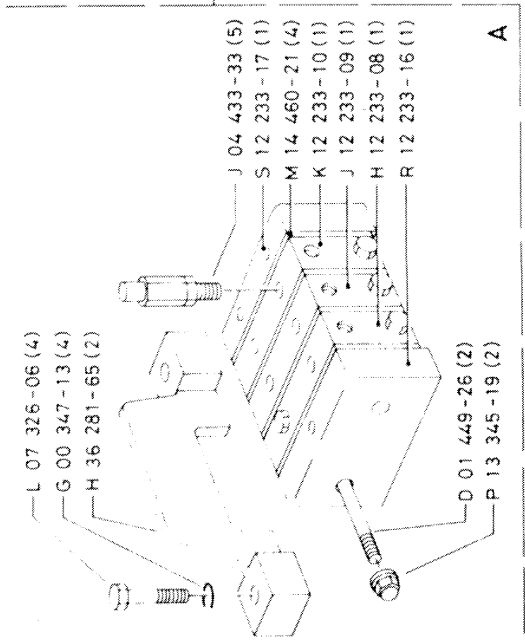 J 04 433-33 (5)
S 12 233-17 (1)
M 14 460-21 (4)
K 12 233-10 (1)
J 12 233-09 (1)
H 12 233-08 (1)
R 12 233-16 (1)
A
L 07 326-06 (4)
G 00 347-13 (4)
H 36 281-65 (2)
D 01 449-26 (2)
P 13 345-19 (2)